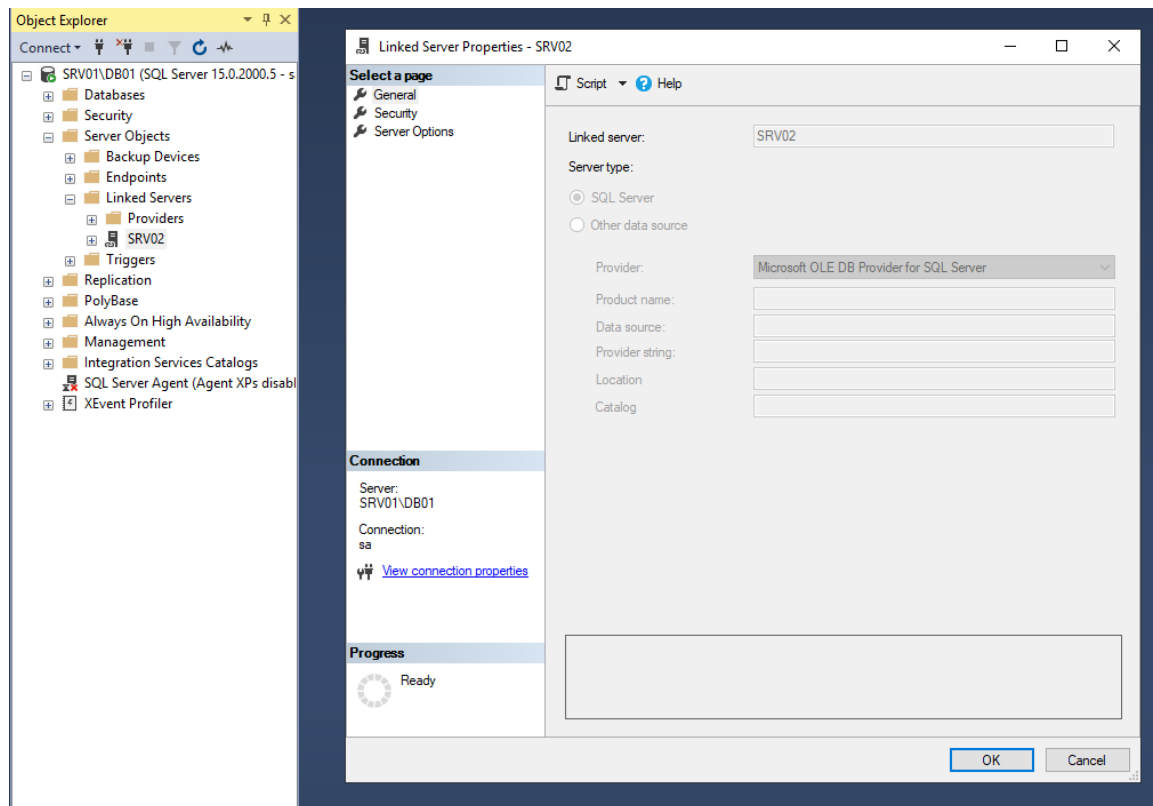 Object Explorer
Connect
SRV01\DB01 (SQL Server 15.0.2000.5 - s
Databases
Security
Server Objects
Backup Devices
Endpoints
Linked Servers
Providers
SRV02
Triggers
Replication
PolyBase
Always On High Availability
Management
Integration Services Catalogs
SQL Server Agent (Agent XPs disabl
XEvent Profiler
Linked Server Properties - SRV02
Select a page
General
Security
Server Options
Connection
Server:
SRV01\DB01
Connection:
sa
View connection properties
Progress
Ready
Script Help
Linked server: SRV02
Server type:
SQL Server
Other data source
Provider: Microsoft OLE DB Provider for SQL Server
Product name:
Data source:
Provider string:
Location
Catalog
OK Cancel